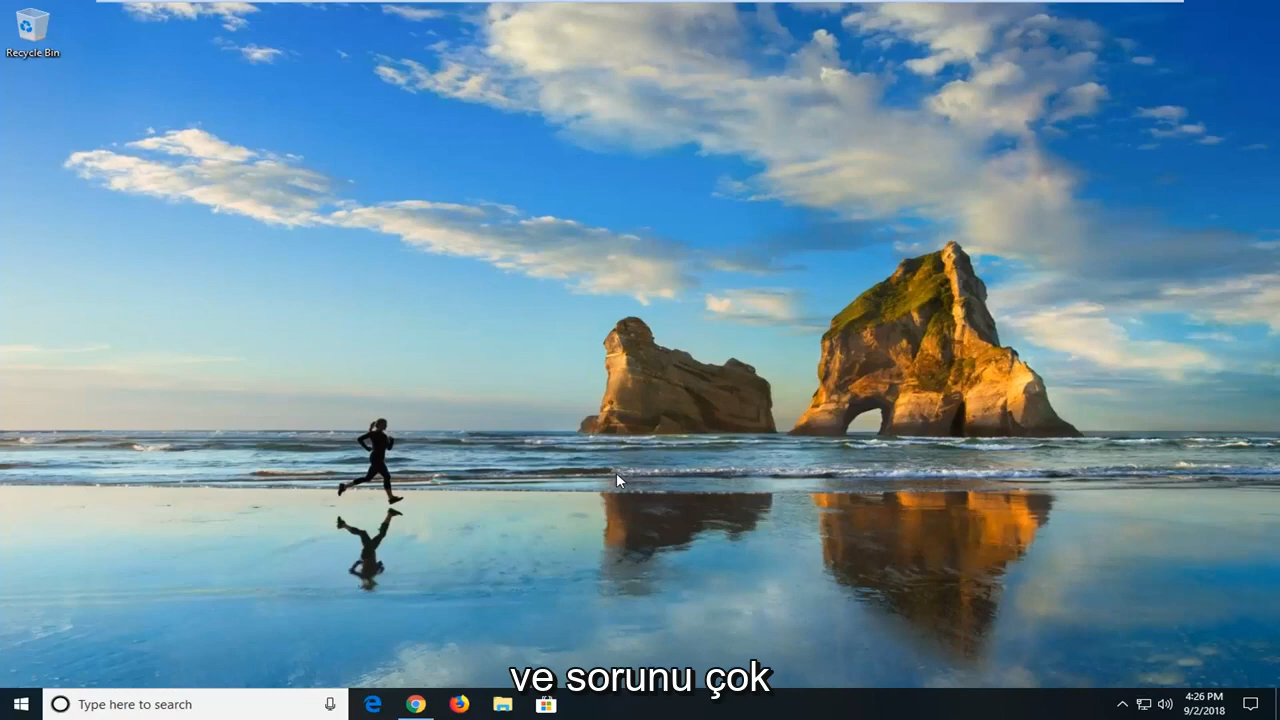 Recycle Bin
ve sorunu çok
Type here to search
4:26 PM
9/2/2018